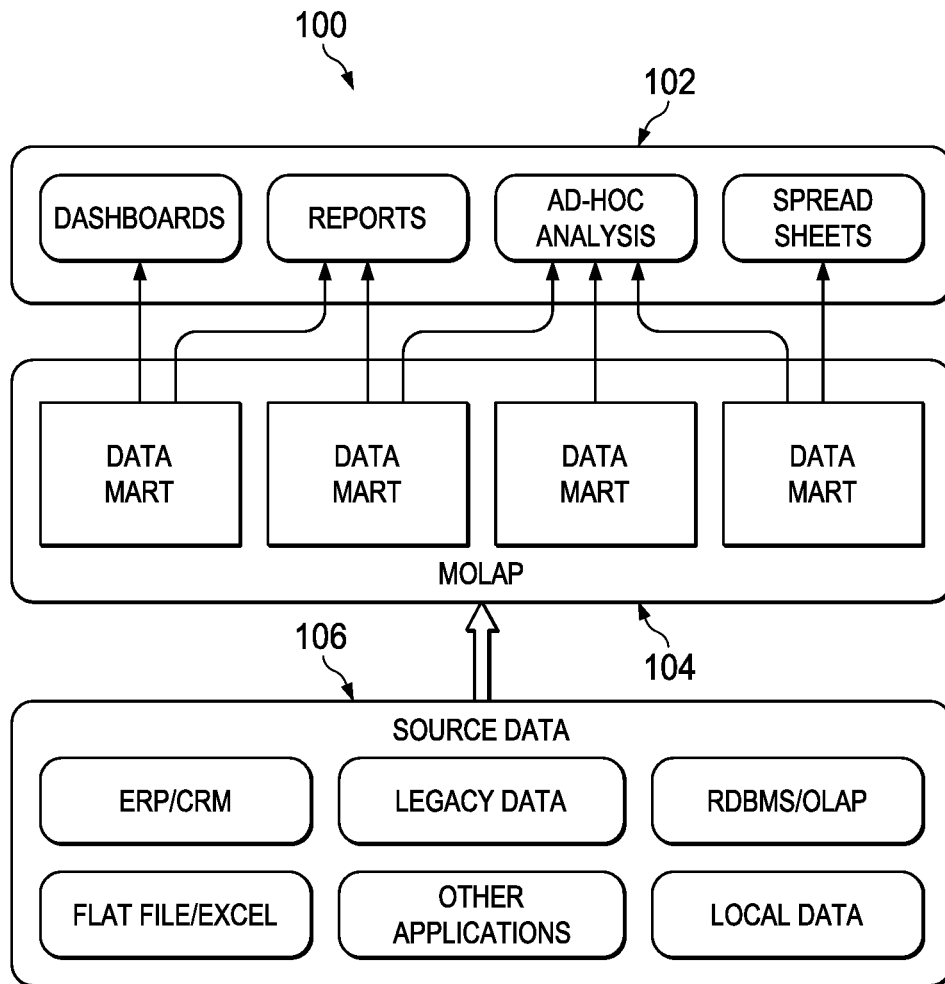 100
102
DASHBOARDS
REPORTS
AD-HOC
ANALYSIS
SPREAD
SHEETS
DATA
MART
DATA
MART
DATA
MART
DATA
MART
MOLAP
106
104
SOURCE DATA
ERP/CRM
LEGACY DATA
RDBMS/OLAP
FLAT FILE/EXCEL
OTHER
APPLICATIONS
LOCAL DATA